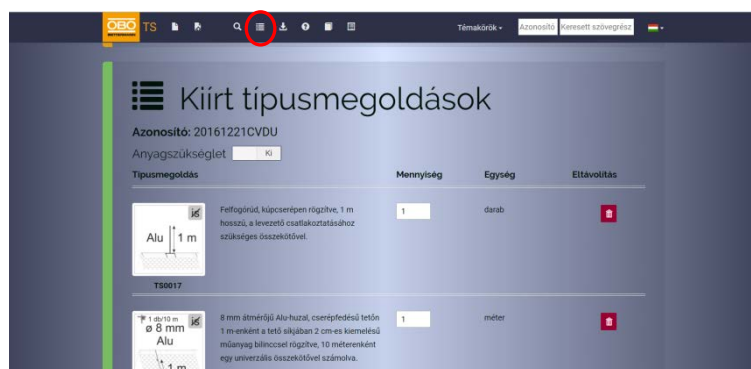 OBO TS Témakörök Azonosító Keresett szövegrész
BETTERMANN
Kiírt típusmegoldások
Azonosító: 20161221CVDU
Anyagszükséglet Ki
Típusmegoldás Mennyiség Egység Eltávolítás
Alu 1 m
TS0017
Felfogórúd, kúpcserépen rögzítve, 1 m
hosszú, a levezető csatlakoztatásához
szükséges összekötővel.
1 darab
1 db/10 m
ø 8 mm
Alu
1 m
8 mm átmérőjű Alu-huzal, cserépfedésű tetőn
1 m-enként a tető síkjában 2 cm-es kiemelésű
műanyag bilinccsel rögzítve, 10 méterenként
egy univerzális összekötővel számolva.
1 méter